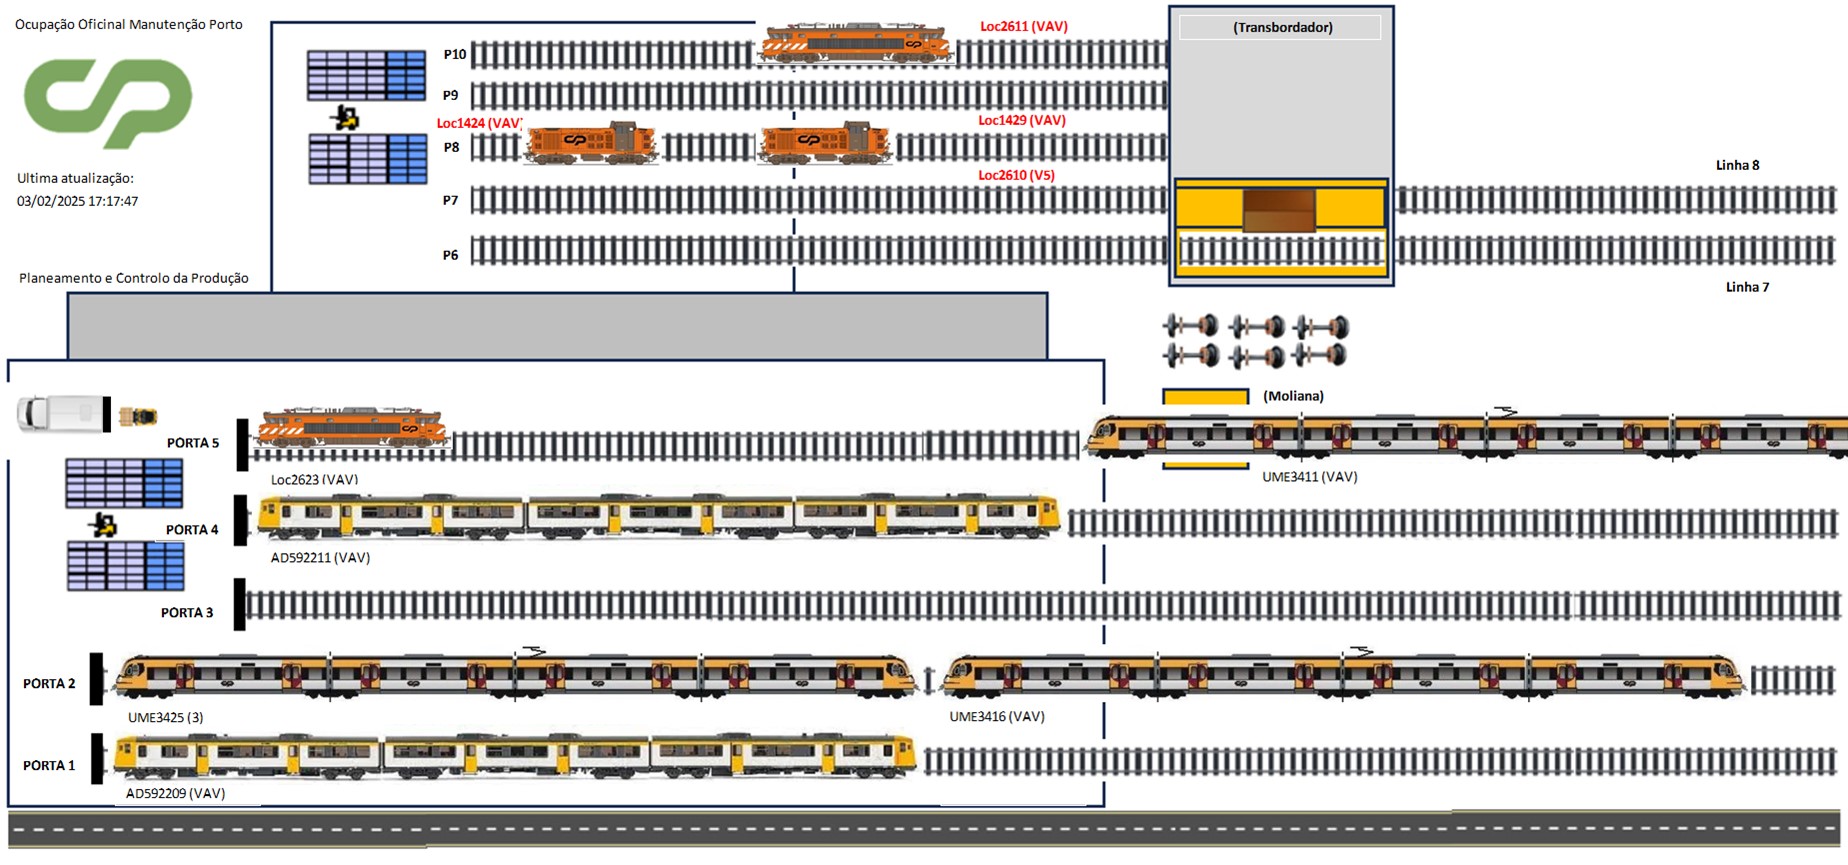 Ocupação Oficinal Manutenção Porto
Ultima atualização:
03/02/2025 17:17:47
Planeamento e Controlo da Produção
P10
Loc2611 (VAV)
(Transbordador)
P9
Loc1424 (VAV)
Loc1429 (VAV)
P8
Loc2610 (V5)
P7
Linha 8
P6
Linha 7
(Moliana)
PORTA 5
Loc2623 (VAV)
UME3411 (VAV)
PORTA 4
AD592211 (VAV)
PORTA 3
PORTA 2
UME3425 (3)
UME3416 (VAV)
PORTA 1
AD592209 (VAV)